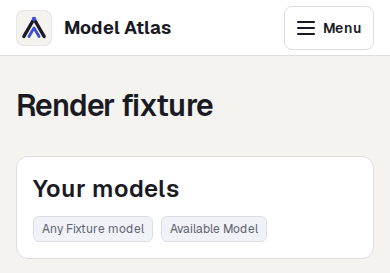 Model Atlas
Menu
Render fixture
Your models
Any Fixture model
Available Model